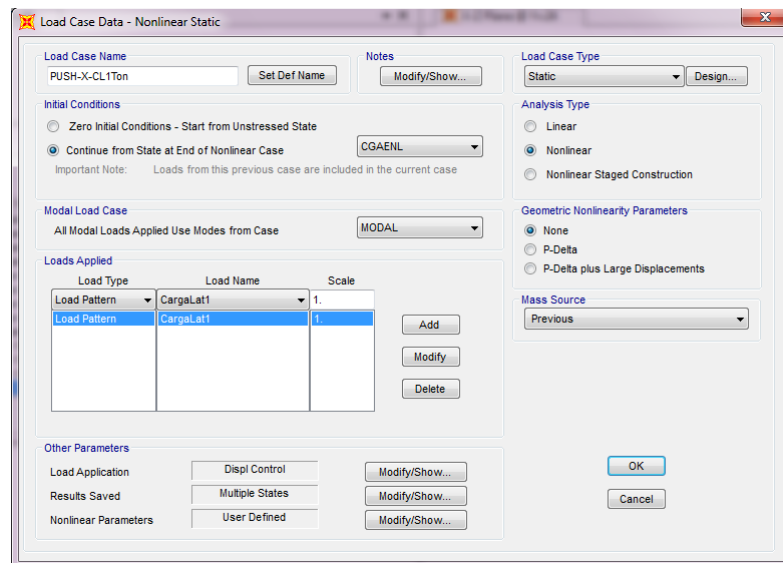 Load Case Data - Nonlinear Static
Load Case Name
PUSH-X-CL1Ton
Set Def Name
Notes
Modify/Show...
Load Case Type
Static
Design...
Initial Conditions
Zero Initial Conditions - Start from Unstressed State
Continue from State at End of Nonlinear Case
CGAENL
Important Note: Loads from this previous case are included in the current case
Analysis Type
Linear
Nonlinear
Nonlinear Staged Construction
Modal Load Case
All Modal Loads Applied Use Modes from Case
MODAL
Geometric Nonlinearity Parameters
None
P-Delta
P-Delta plus Large Displacements
Loads Applied
Load Type Load Name Scale
Load Pattern CargaLat1 1.
Load Pattern CargaLat1 1.
Add
Modify
Delete
Mass Source
Previous
Other Parameters
Load Application Displ Control Modify/Show...
Results Saved Multiple States Modify/Show...
Nonlinear Parameters User Defined Modify/Show...
OK
Cancel